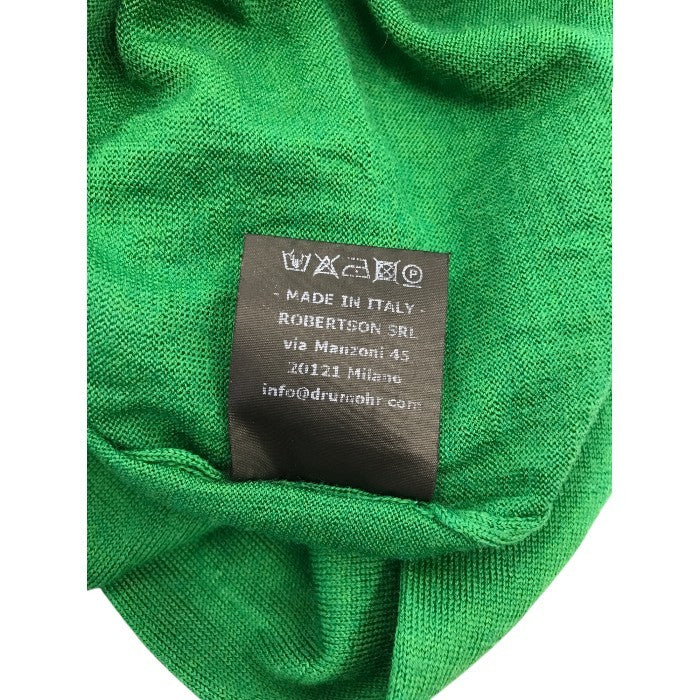 P
- MADE IN ITALY -
ROBERTSON SRL
via Manzoni 45
20121 Milano
info@drumohr.com